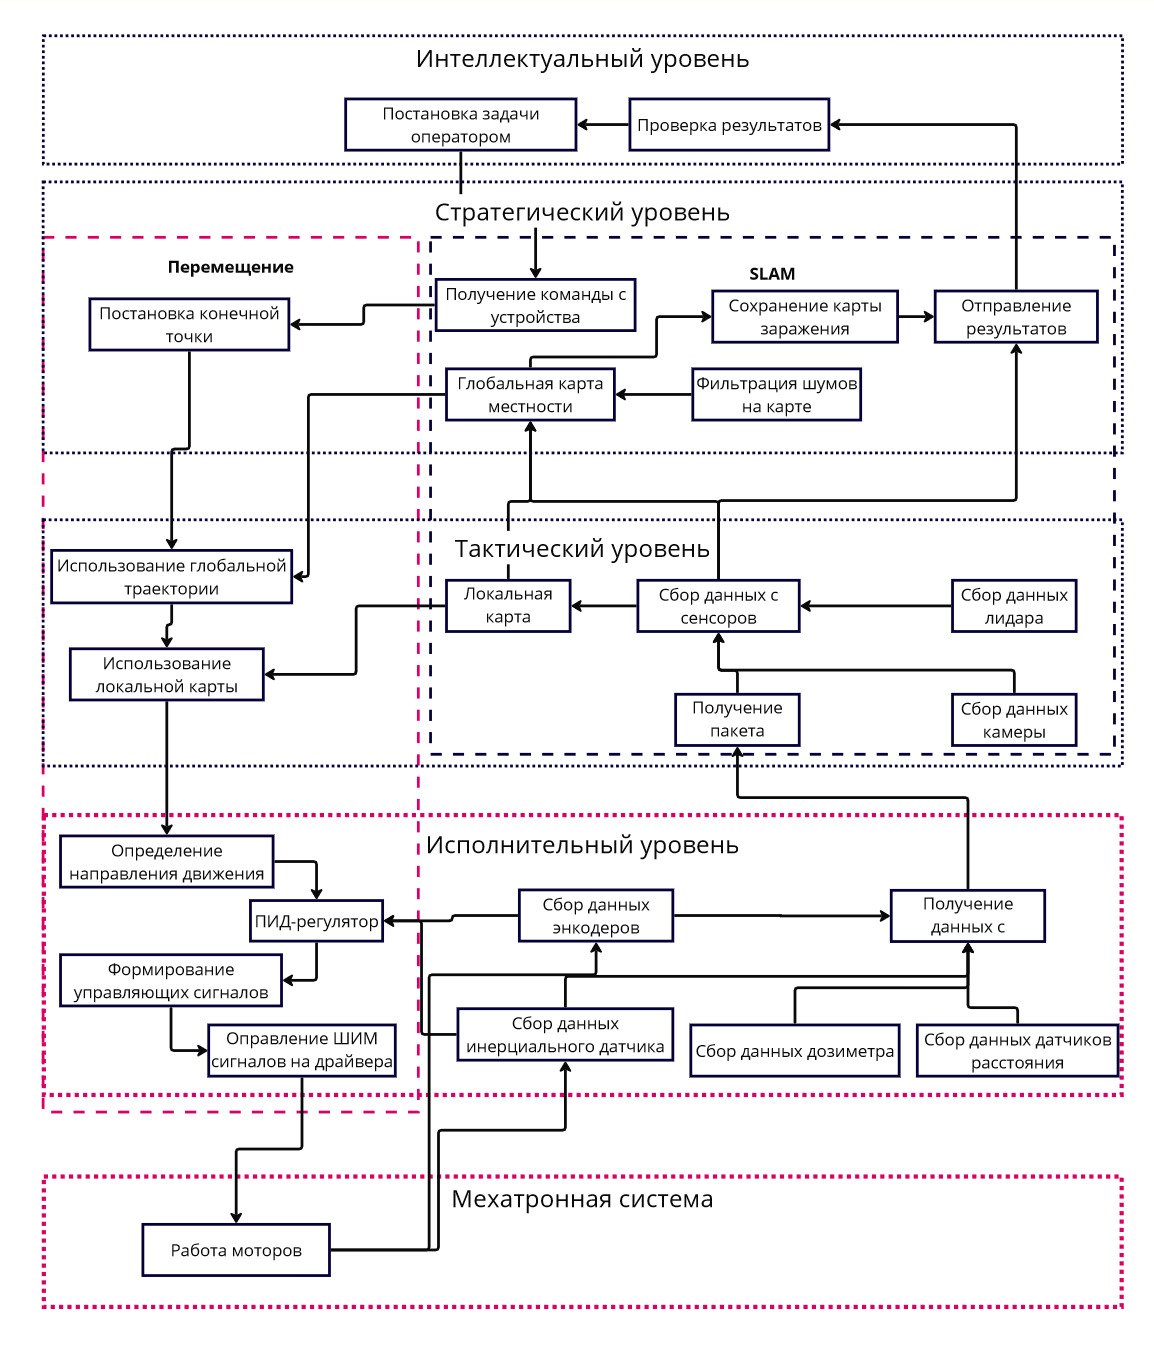 Интеллектуальный уровень
Постановка задачи
оператором
Проверка результатов
Стратегический уровень
Перемещение
SLAM
Постановка конечной
точки
Получение команды с
устройства
Сохранение карты
заражения
Отправление
результатов
Глобальная карта
местности
Фильтрация шумов
на карте
Тактический уровень
Использование глобальной
траектории
Локальная
карта
Сбор данных с
сенсоров
Сбор данных
лидара
Использование
локальной карты
Получение
пакета
Сбор данных
камеры
Исполнительный уровень
Определение
направления движения
ПИД-регулятор
Сбор данных
энкодеров
Получение
данных с
Формирование
управляющих сигналов
Оправление ШИМ
сигналов на драйвера
Сбор данных
инерциального датчика
Сбор данных дозиметра
Сбор данных датчиков
расстояния
Мехатронная система
Работа моторов